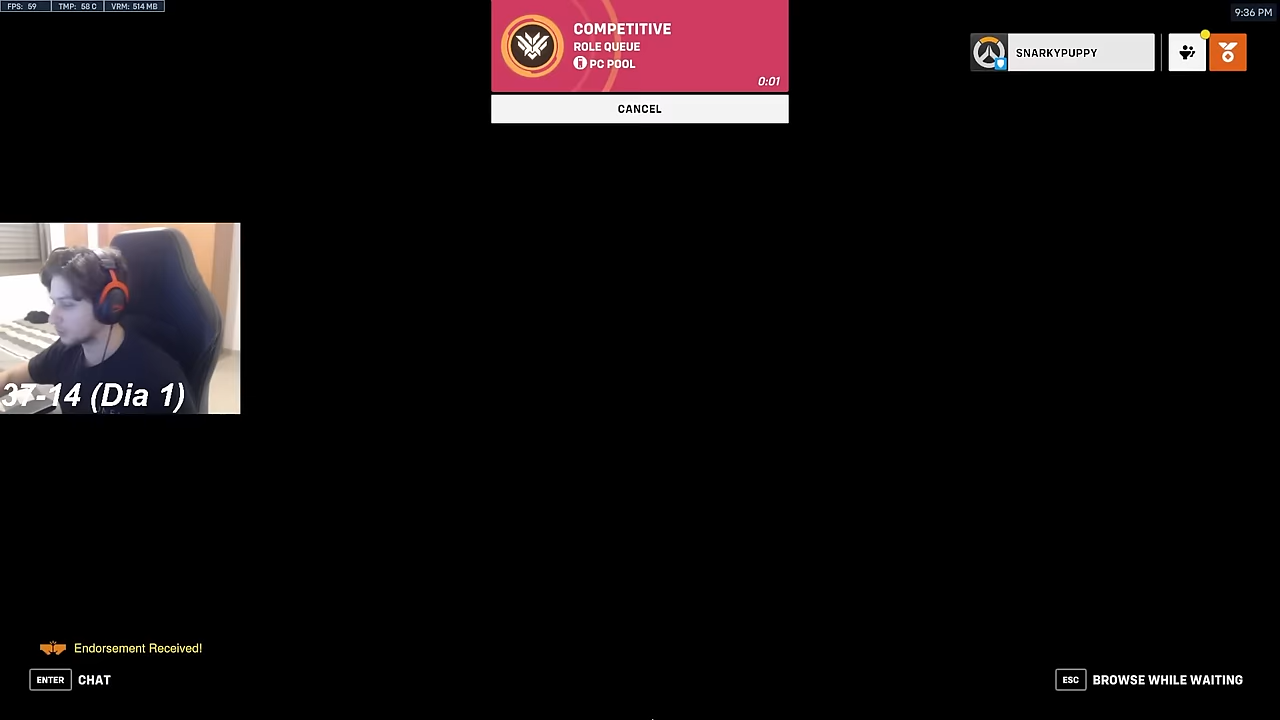 FPS: 59 TMP: 58 C VRM: 514 MB
9:36 PM
COMPETITIVE
ROLE QUEUE
PC POOL
0:01
CANCEL
SNARKYPUPPY
37-14 (Dia 1)
Endorsement Received!
ENTER CHAT
ESC BROWSE WHILE WAITING